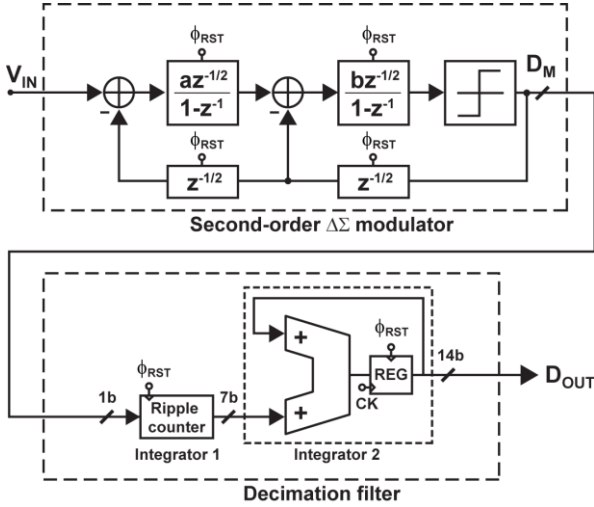 ϕRST
ϕRST
VIN
az-1/2
1-z-1
bz-1/2
1-z-1
DM
−
−
ϕRST
ϕRST
z-1/2
z-1/2
Second-order ΔΣ modulator
ϕRST
ϕRST
+
1b
Ripple
counter
7b
REG
14b
DOUT
CK
+
Integrator 1
Integrator 2
Decimation filter